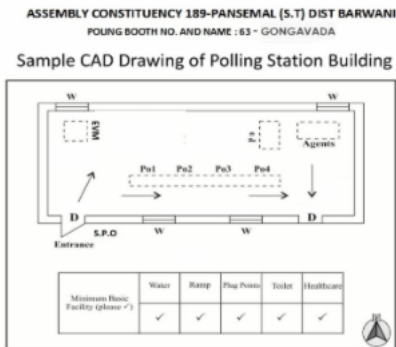 ASSEMBLY CONSTITUENCY 189-PANSEMAL (S.T) DIST BARWANI
POLING BOOTH NO. AND NAME : 63 - GONGAVADA
Sample CAD Drawing of Polling Station Building
W W
EVM
Agents
Po1 Po2 Po3 Po4
D D
S.P.O W W
Entrance
Minimum Basic Facility (please ✓) Water Ramp Plug Points Toilet Healthcare
✓ ✓ ✓ ✓ ✓